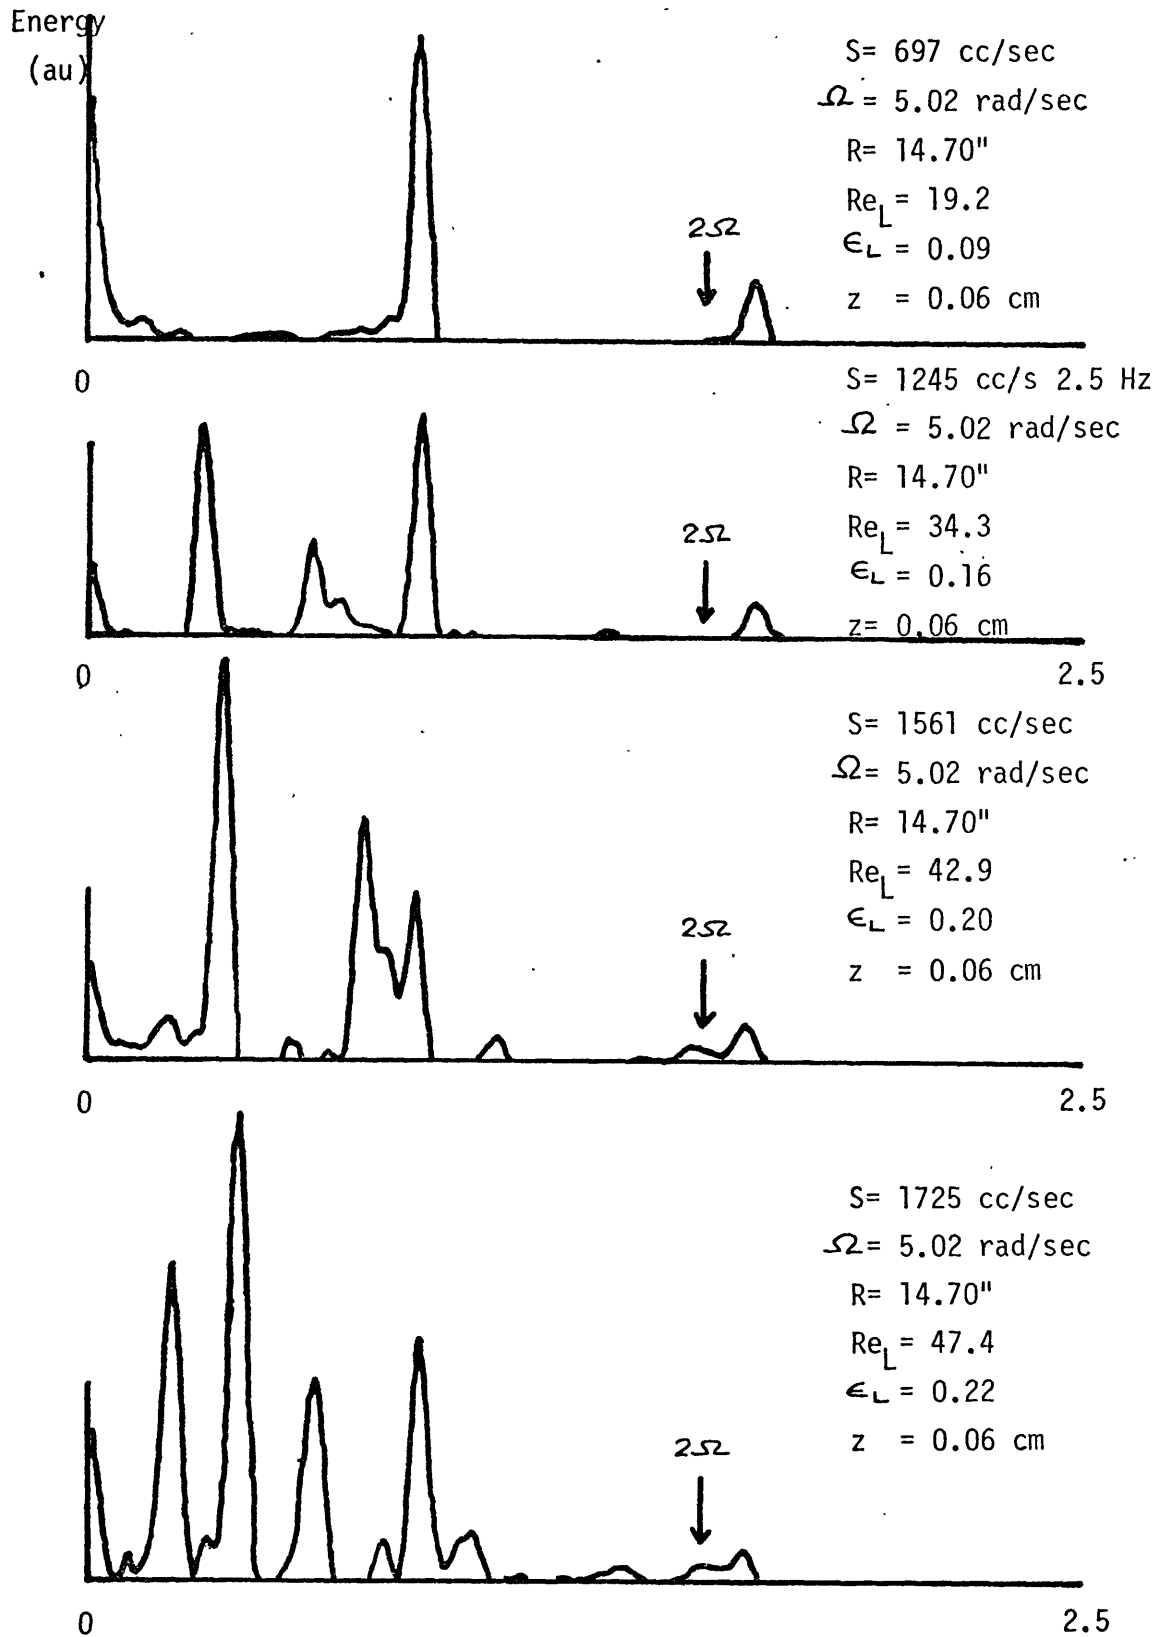 Energy
(au)
S= 697 cc/sec
Ω = 5.02 rad/sec
R= 14.70"
Re_L = 19.2
ϵ_L = 0.09
z = 0.06 cm
2Ω
0
S= 1245 cc/s 2.5 Hz
Ω = 5.02 rad/sec
R= 14.70"
Re_L = 34.3
ϵ_L = 0.16
z= 0.06 cm
2Ω
0
2.5
S= 1561 cc/sec
Ω= 5.02 rad/sec
R= 14.70"
Re_L = 42.9
ϵ_L = 0.20
z = 0.06 cm
2Ω
0
2.5
S= 1725 cc/sec
Ω= 5.02 rad/sec
R= 14.70"
Re_L = 47.4
ϵ_L = 0.22
z = 0.06 cm
2Ω
0
2.5